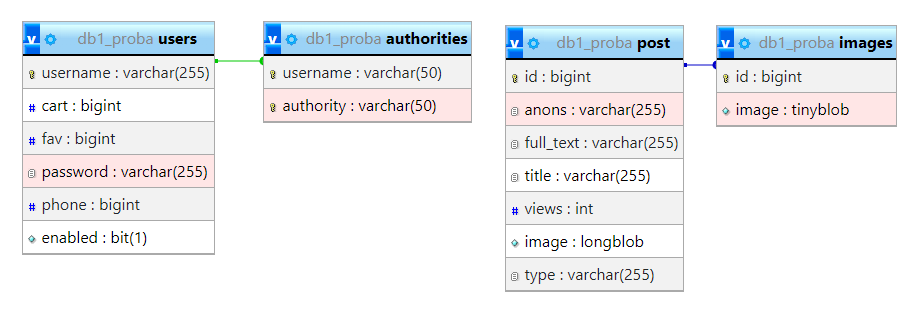 v db1_proba users
username : varchar(255)
# cart : bigint
# fav : bigint
password : varchar(255)
# phone : bigint
enabled : bit(1)
v db1_proba authorities
username : varchar(50)
authority : varchar(50)
v db1_proba post
id : bigint
anons : varchar(255)
full_text : varchar(255)
title : varchar(255)
# views : int
image : longblob
type : varchar(255)
v db1_proba images
id : bigint
image : tinyblob